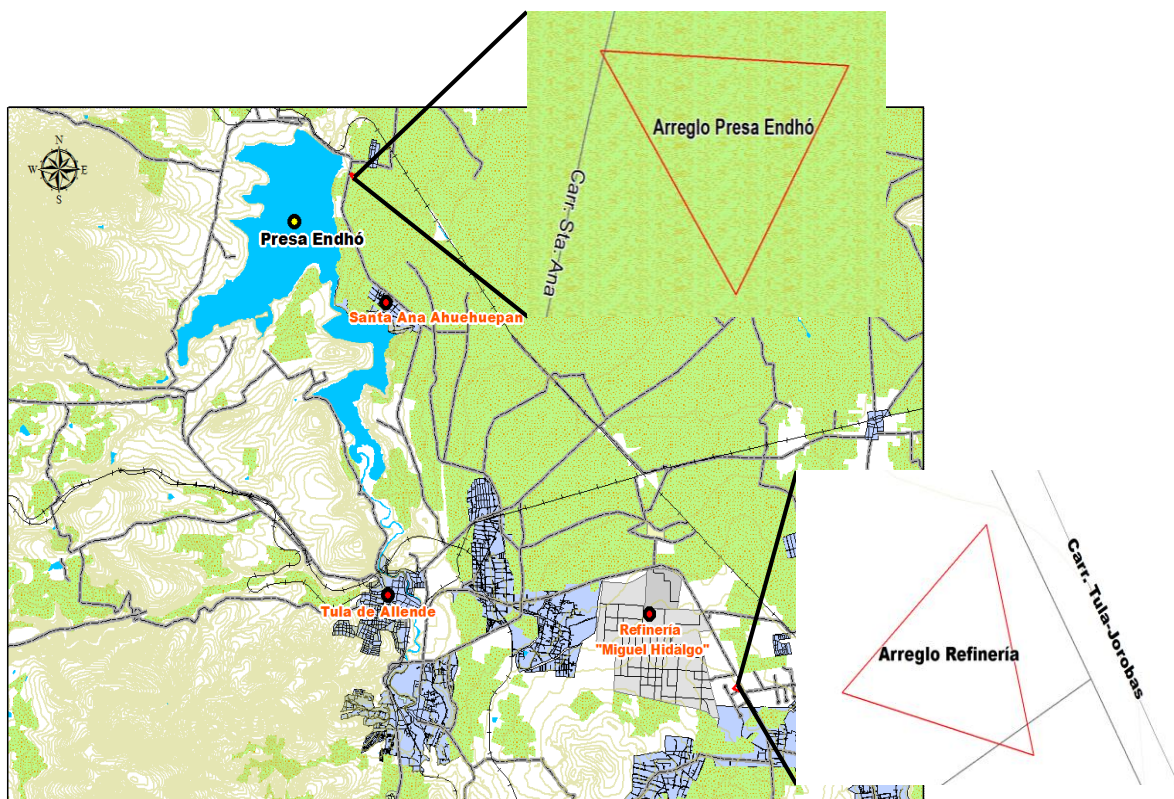 Arreglo Presa Endhó
Carr. Sta. Ana
N
W E
S
Presa Endhó
Santa Ana Ahuehuepan
Tula de Allende
Refinería
"Miguel Hidalgo"
Arreglo Refinería
Carr. Tula-Jorobas